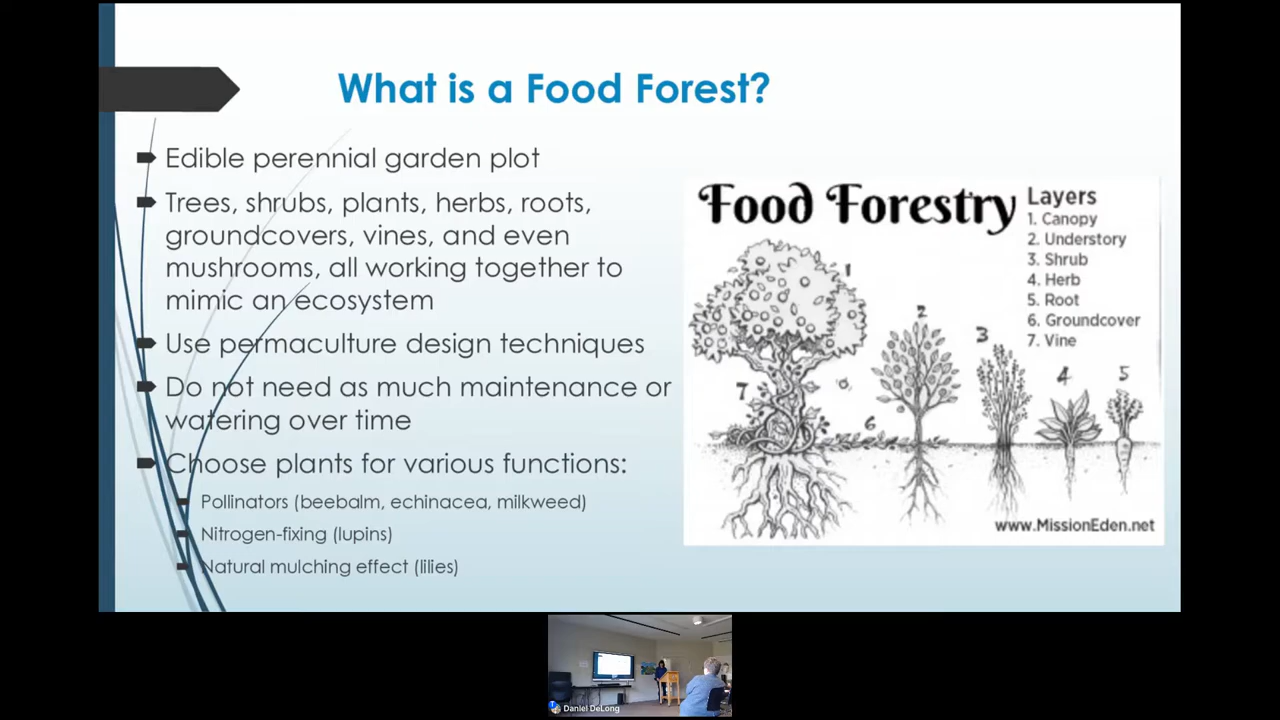 What is a Food Forest?
Edible perennial garden plot
Trees, shrubs, plants, herbs, roots,
groundcovers, vines, and even
mushrooms, all working together to
mimic an ecosystem
Use permaculture design techniques
Do not need as much maintenance or
watering over time
Choose plants for various functions:
Pollinators (beebalm, echinacea, milkweed)
Nitrogen-fixing (lupins)
Natural mulching effect (lilies)
Food Forestry
Layers
1. Canopy
2. Understory
3. Shrub
4. Herb
5. Root
6. Groundcover
7. Vine
1
2
3
4
5
6
7
www.MissionEden.net
Daniel DeLong